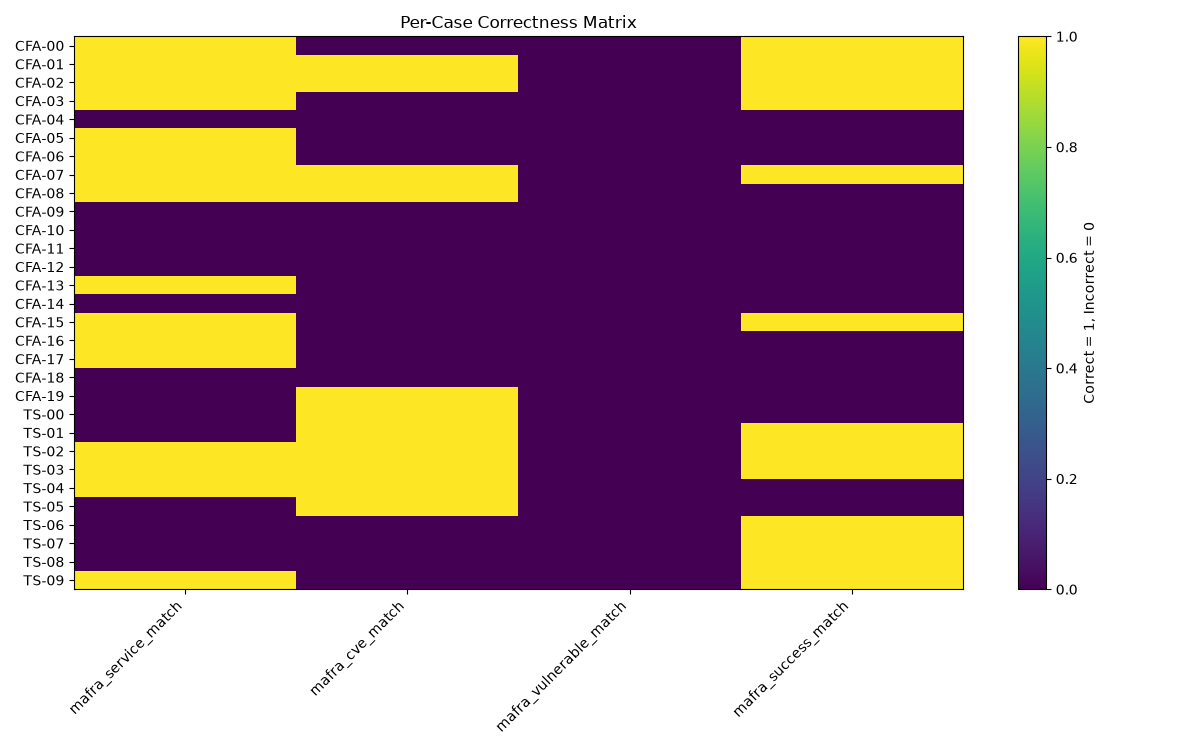 Per-Case Correctness Matrix
CFA-00
CFA-01
CFA-02
CFA-03
CFA-04
CFA-05
CFA-06
CFA-07
CFA-08
CFA-09
CFA-10
CFA-11
CFA-12
CFA-13
CFA-14
CFA-15
CFA-16
CFA-17
CFA-18
CFA-19
TS-00
TS-01
TS-02
TS-03
TS-04
TS-05
TS-06
TS-07
TS-08
TS-09
mafra_service_match
mafra_cve_match
mafra_vulnerable_match
mafra_success_match
1.0
0.8
0.6
0.4
0.2
0.0
Correct = 1, Incorrect = 0